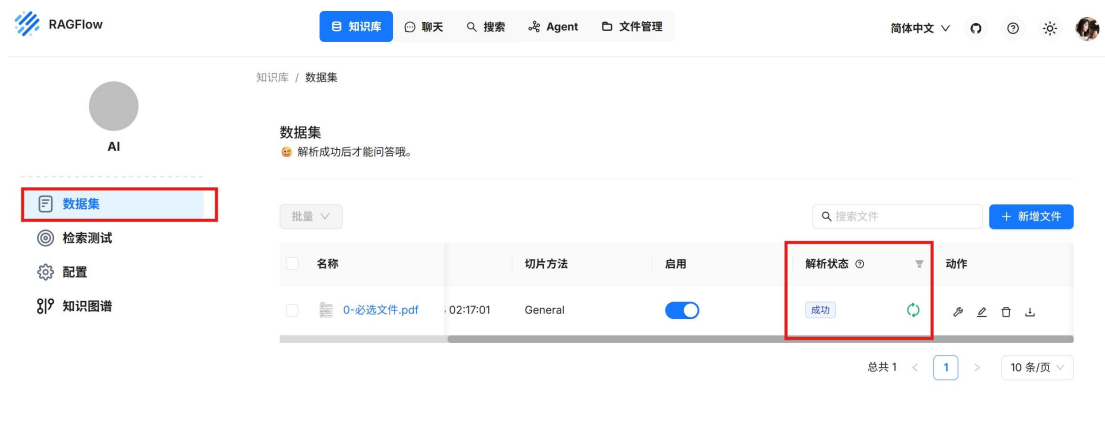 RAGFlow
知识库
聊天
搜索
Agent
文件管理
简体中文
知识库 / 数据集
AI
数据集
检索测试
配置
知识图谱
数据集
解析成功后才能问答哦。
批量
搜索文件
+ 新增文件
名称 切片方法 启用 解析状态 动作
0-必选文件.pdf 02:17:01 General 成功
总共 1 < 1 > 10 条/页